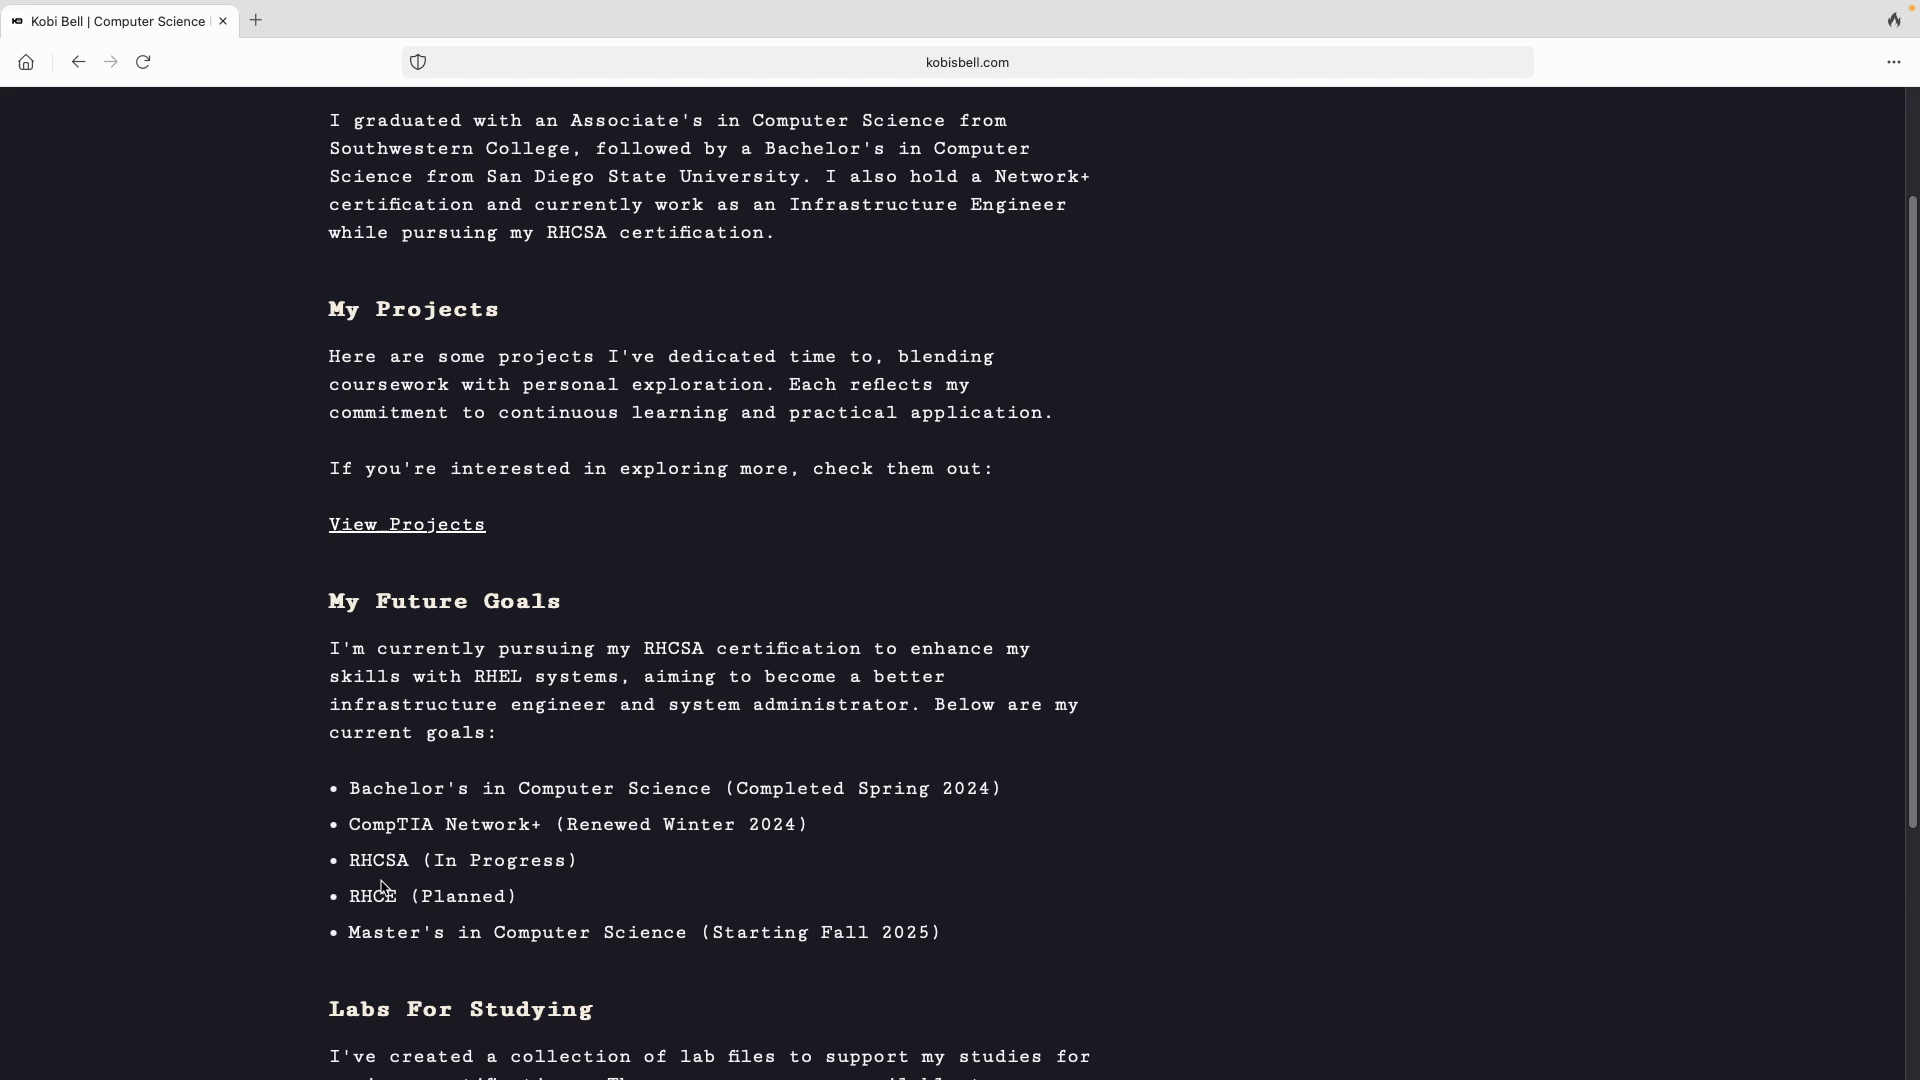 Kobi Bell | Computer Science
kobisbell.com
I graduated with an Associate's in Computer Science from
Southwestern College, followed by a Bachelor's in Computer
Science from San Diego State University. I also hold a Network+
certification and currently work as an Infrastructure Engineer
while pursuing my RHCSA certification.
My Projects
Here are some projects I've dedicated time to, blending
coursework with personal exploration. Each reflects my
commitment to continuous learning and practical application.
If you're interested in exploring more, check them out:
View Projects
My Future Goals
I'm currently pursuing my RHCSA certification to enhance my
skills with RHEL systems, aiming to become a better
infrastructure engineer and system administrator. Below are my
current goals:
• Bachelor's in Computer Science (Completed Spring 2024)
• CompTIA Network+ (Renewed Winter 2024)
• RHCSA (In Progress)
• RHCE (Planned)
• Master's in Computer Science (Starting Fall 2025)
Labs For Studying
I've created a collection of lab files to support my studies for